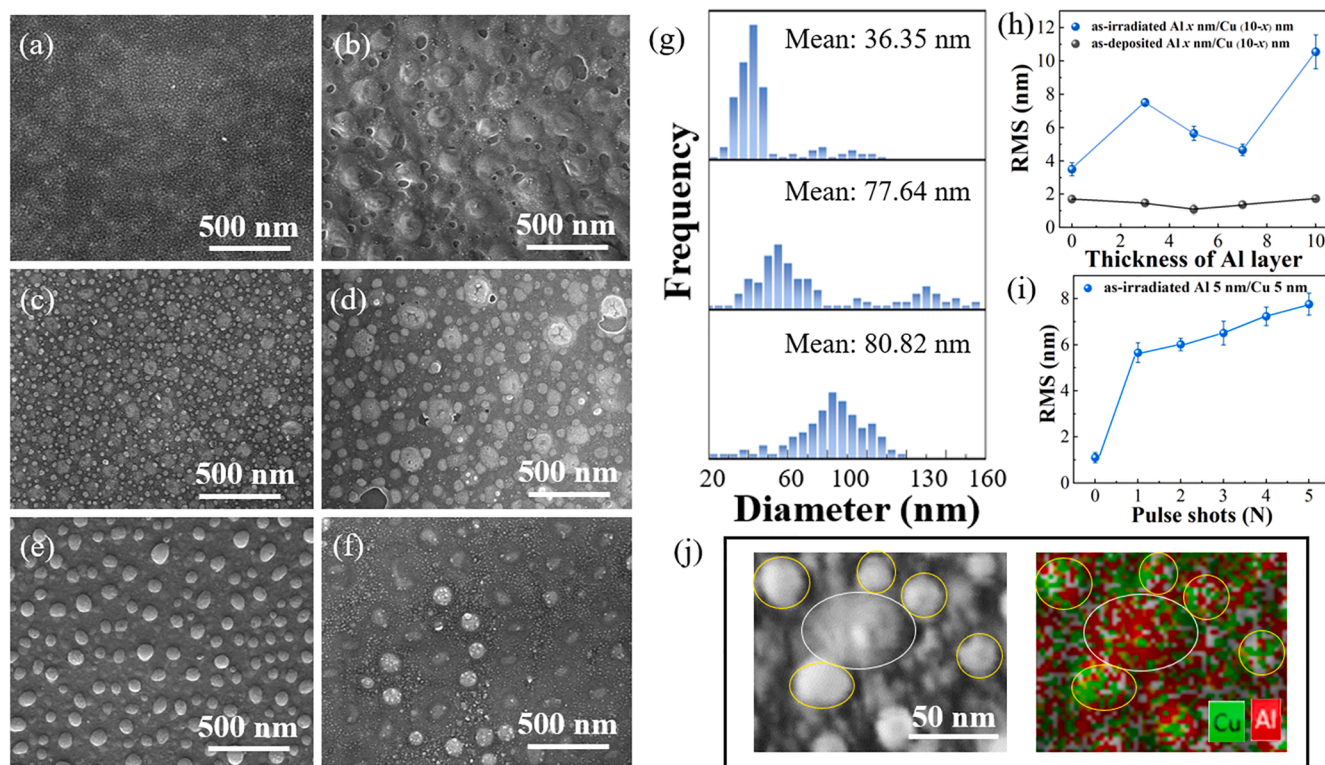 (a)
500 nm
(b)
500 nm
(c)
500 nm
(d)
500 nm
(e)
500 nm
(f)
500 nm
(g)
Frequency
Mean: 36.35 nm
Mean: 77.64 nm
Mean: 80.82 nm
20 60 100 130 160
Diameter (nm)
(h)
as-irradiated Al x nm/Cu (10-x) nm
as-deposited Al x nm/Cu (10-x) nm
RMS (nm)
12
10
8
6
4
2
0
0 2 4 6 8 10
Thickness of Al layer
(i)
as-irradiated Al 5 nm/Cu 5 nm
RMS (nm)
8
6
4
2
0
0 1 2 3 4 5
Pulse shots (N)
(j)
50 nm
Cu Al